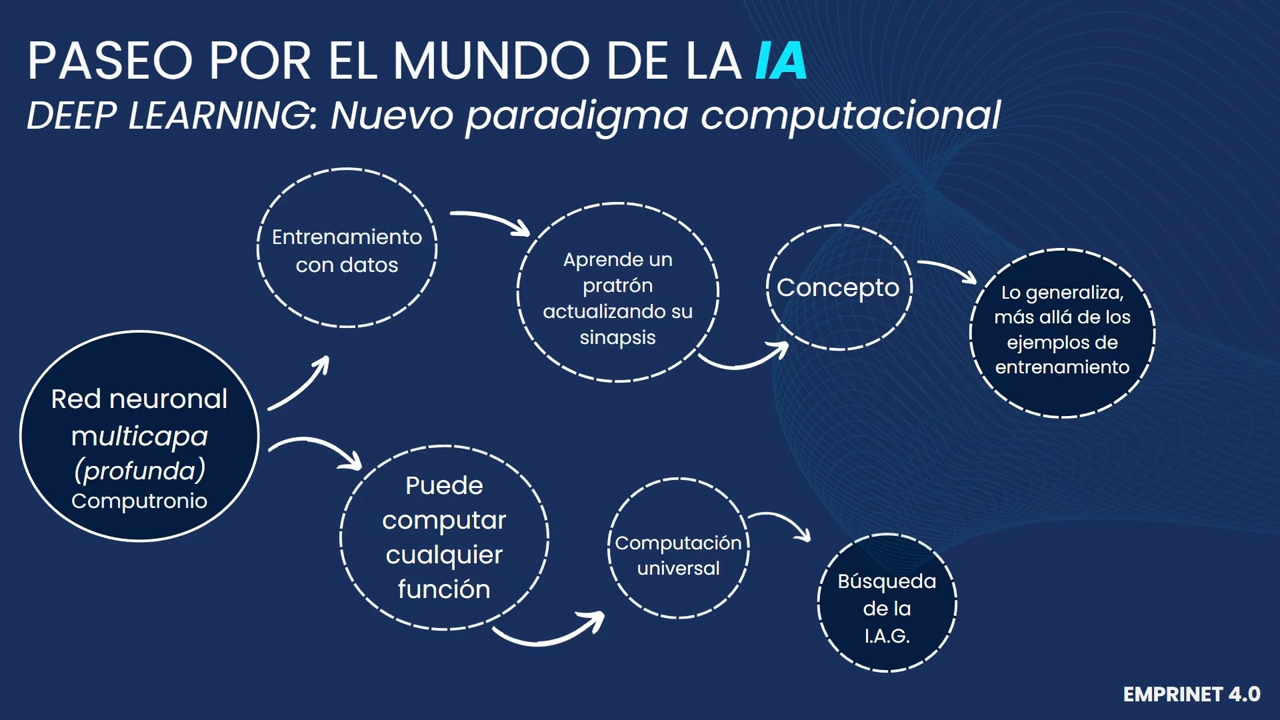 PASEO POR EL MUNDO DE LA IA
DEEP LEARNING: Nuevo paradigma computacional
Red neuronal
multicapa
(profunda)
Computronio
Entrenamiento
con datos
Aprende un
pratrón
actualizando su
sinapsis
Concepto
Lo generaliza,
más allá de los
ejemplos de
entrenamiento
Puede
computar
cualquier
función
Computación
universal
Búsqueda
de la
I.A.G.
EMPRINET 4.0